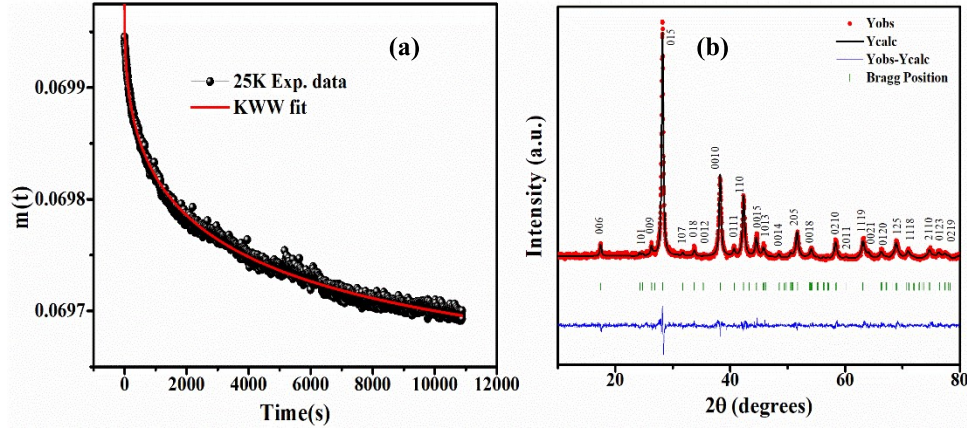 (a)
25K Exp. data
KWW fit
m(t)
0.0699
0.0698
0.0697
0 2000 4000 6000 8000 10000 12000
Time(s)
(b)
Yobs
Ycalc
Yobs-Ycalc
Bragg Position
Intensity (a.u.)
006
101
009
015
107
018
0012
0010
0111
110
0015
1013
0014
205
0018
0210
2011
1119
0021
0120
125
1118
1110
0123
0219
20 40 60 80
2θ (degrees)